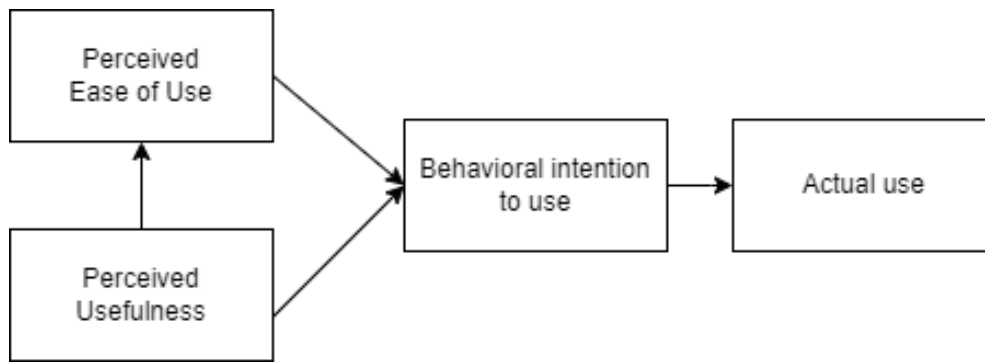 Perceived
Ease of Use
Behavioral intention
to use
Actual use
Perceived
Usefulness